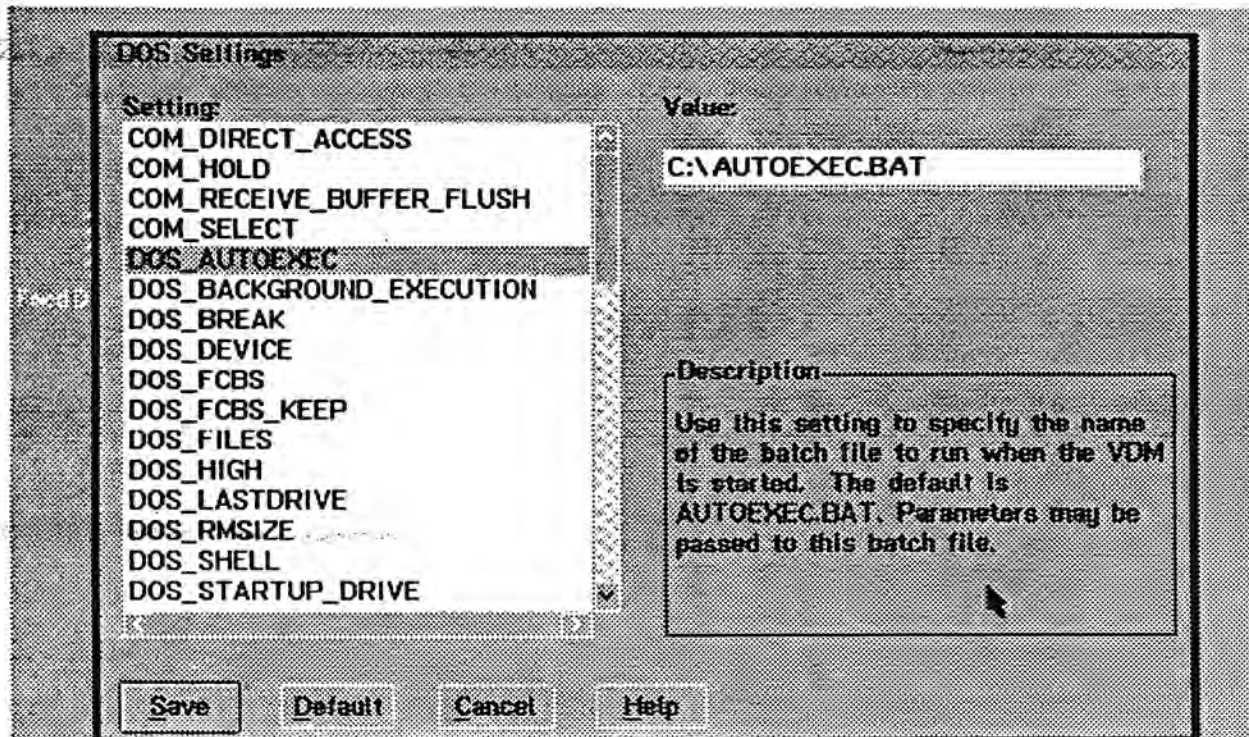 DOS Settings
Setting:
COM_DIRECT_ACCESS
COM_HOLD
COM_RECEIVE_BUFFER_FLUSH
COM_SELECT
DOS_AUTOEXEC
DOS_BACKGROUND_EXECUTION
DOS_BREAK
DOS_DEVICE
DOS_FCBS
DOS_FCBS_KEEP
DOS_FILES
DOS_HIGH
DOS_LASTDRIVE
DOS_RMSIZE
DOS_SHELL
DOS_STARTUP_DRIVE
Value:
C:\AUTOEXEC.BAT
Description
Use this setting to specify the name
of the batch file to run when the VDM
is started. The default is
AUTOEXEC.BAT. Parameters may be
passed to this batch file.
Save Default Cancel Help